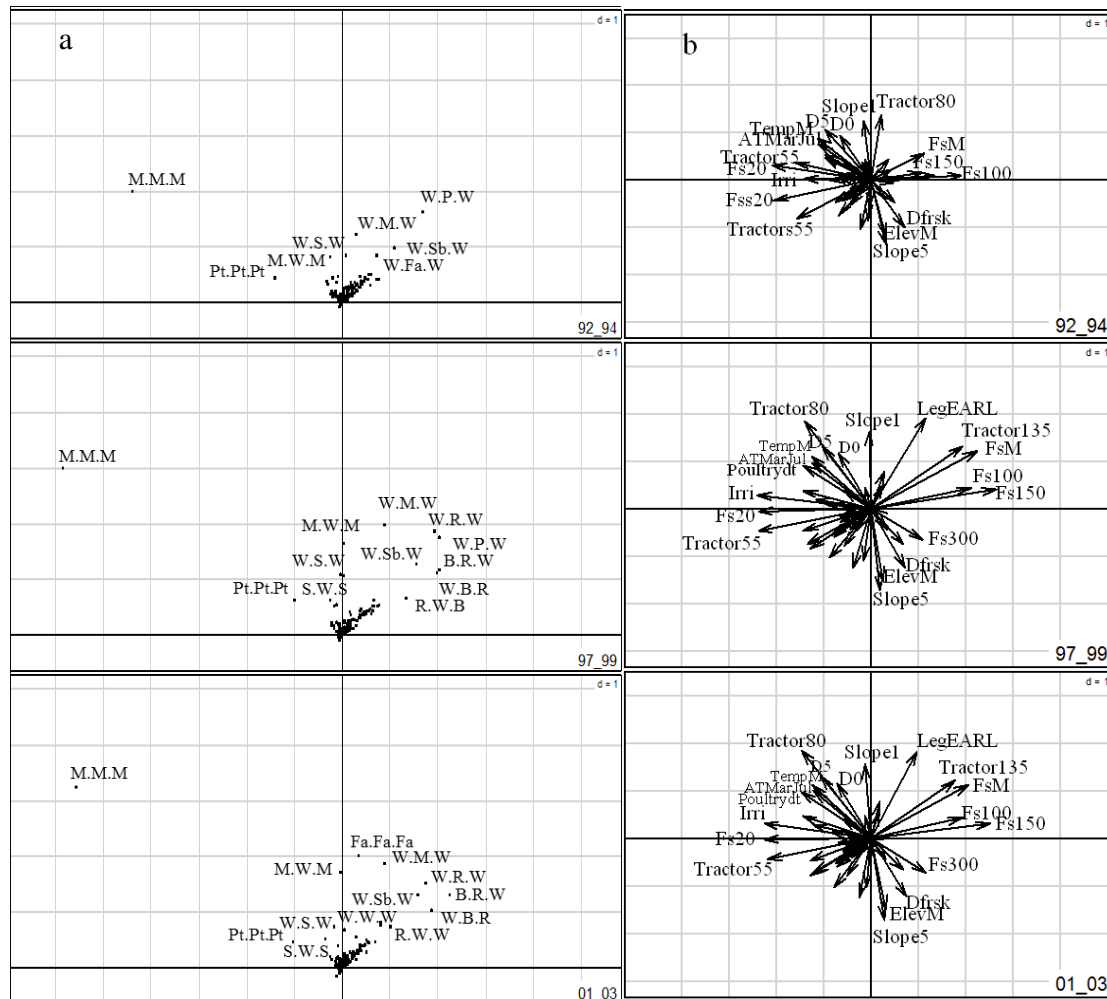 a
d = 1
M.M.M
W.P.W
W.M.W
W.S.W
W.Sb.W
M.W.M
W.Fa.W
Pt.Pt.Pt
92_94
b
d = 1
Slope1
Tractor80
D5
D0
TempM
ATMarJul
FsM
Tractor55
Fs150
Fs20
Fs100
Irri
Fss20
Dfrsk
Tractors55
ElevM
Slope5
92_94
d = 1
M.M.M
W.M.W
W.R.W
M.W.M
W.P.W
W.Sb.W
B.R.W
W.S.W
Pt.Pt.Pt
S.W.S
W.B.R
R.W.B
97_99
d = 1
Tractor80
LegEARL
Slope1
Tractor135
D5
D0
TempM
FsM
ATMarJul
Poultrydt
Fs100
Irri
Fs150
Fs20
Tractor55
Fs300
Dfrsk
ElevM
Slope5
97_99
d = 1
M.M.M
Fa.Fa.Fa
W.M.W
M.W.M
W.R.W
W.Sb.W
B.R.W
W.S.W
W.W.W
W.B.R
Pt.Pt.Pt
R.W.W
S.W.S
01_03
d = 1
Tractor80
LegEARL
Slope1
Tractor135
D5
TempM
D0
FsM
ATMarJul
Poultrydt
Irri
Fs100
Fs150
Fs20
Tractor55
Fs300
Dfrsk
ElevM
Slope5
01_03